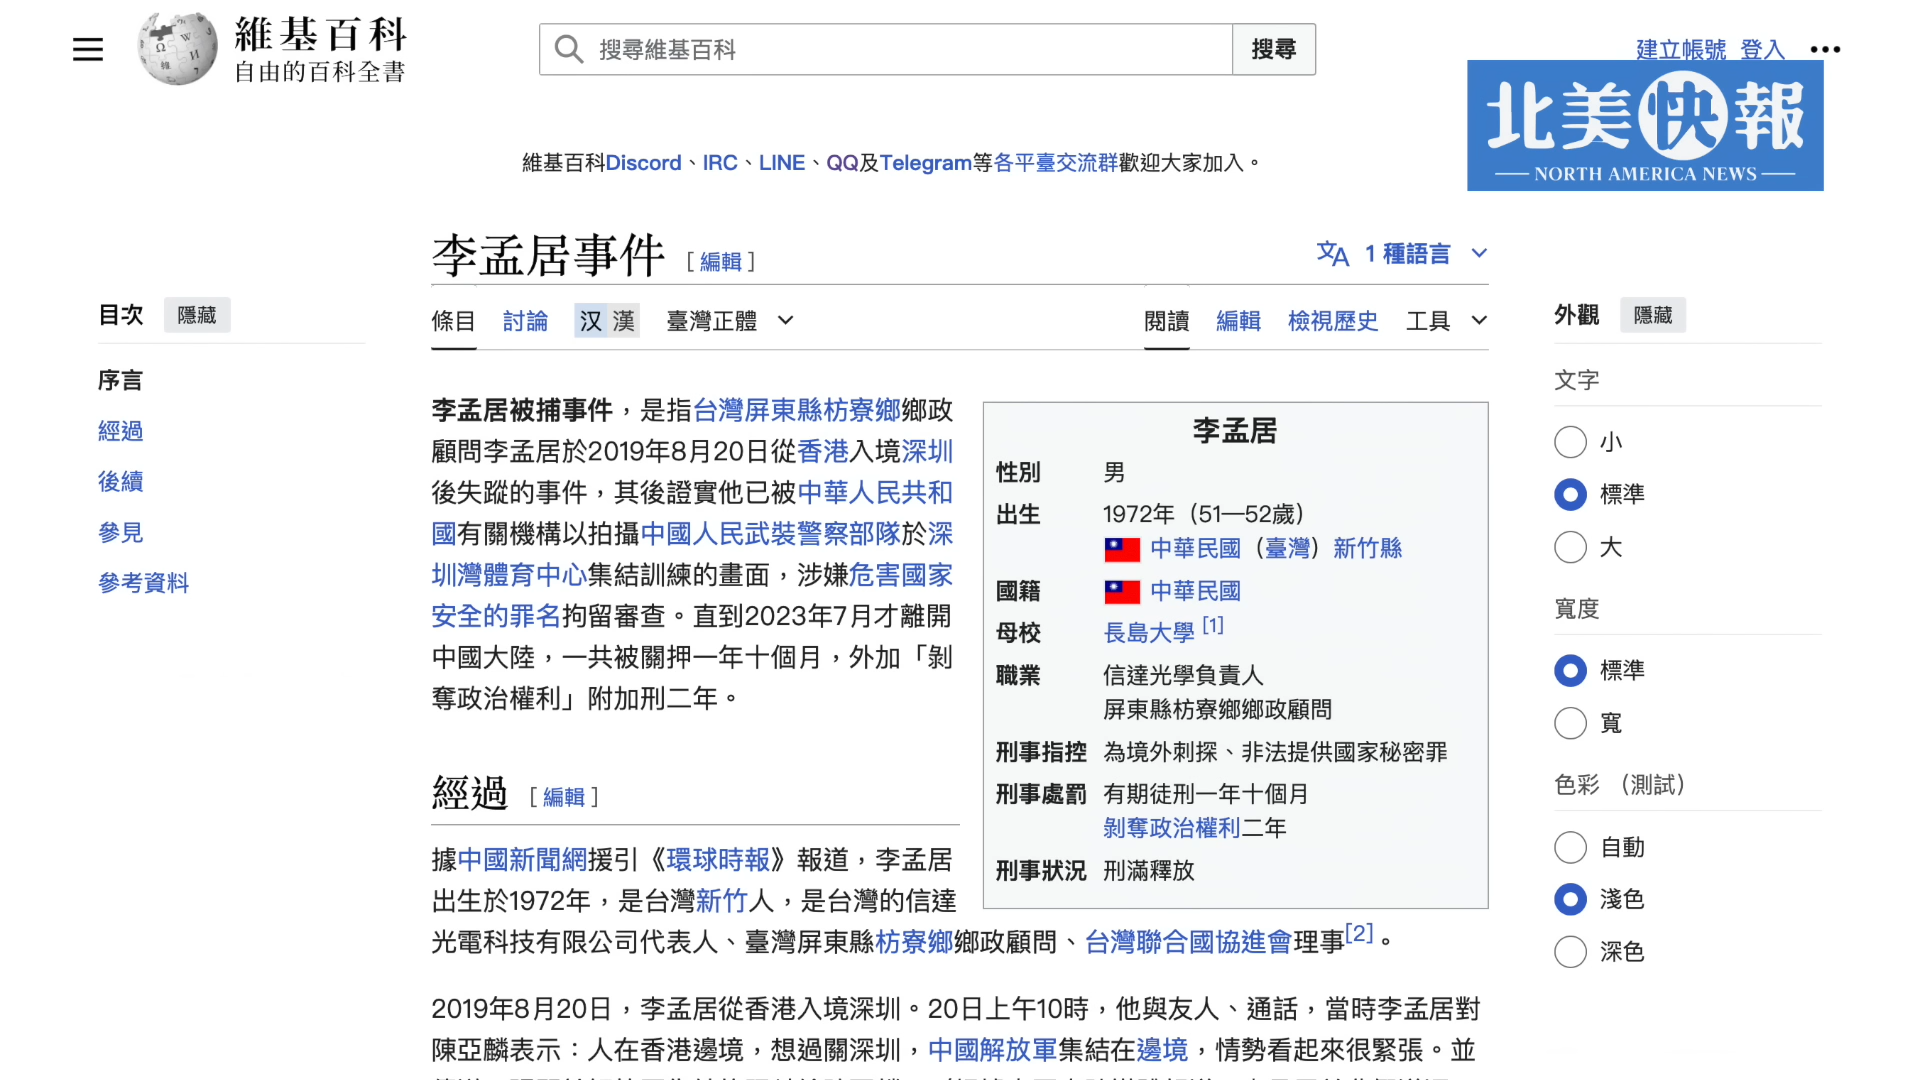 維基百科
自由的百科全書
搜尋維基百科
搜尋
建立帳號 登入
北美快報
NORTH AMERICA NEWS
維基百科Discord、IRC、LINE、QQ及Telegram等各平臺交流群歡迎大家加入。
李孟居事件 [編輯]
文A 1 種語言
目次 隱藏
序言
經過
後續
參見
參考資料
條目 討論 汉 漢 臺灣正體
閱讀 編輯 檢視歷史 工具
李孟居被捕事件，是指台灣屏東縣枋寮鄉鄉政
顧問李孟居於2019年8月20日從香港入境深圳
後失蹤的事件，其後證實他已被中華人民共和
國有關機構以拍攝中國人民武裝警察部隊於深
圳灣體育中心集結訓練的畫面，涉嫌危害國家
安全的罪名拘留審查。直到2023年7月才離開
中國大陸，一共被關押一年十個月，外加「剝
奪政治權利」附加刑二年。
李孟居
性別 男
出生 1972年（51—52歲）
中華民國（臺灣）新竹縣
國籍 中華民國
母校 長島大學 [1]
職業 信達光學負責人
屏東縣枋寮鄉鄉政顧問
刑事指控 為境外刺探、非法提供國家秘密罪
刑事處罰 有期徒刑一年十個月
剝奪政治權利二年
刑事狀況 刑滿釋放
經過 [編輯]
據中國新聞網援引《環球時報》報道，李孟居
出生於1972年，是台灣新竹人，是台灣的信達
光電科技有限公司代表人、臺灣屏東縣枋寮鄉鄉政顧問、台灣聯合國協進會理事[2]。
2019年8月20日，李孟居從香港入境深圳。20日上午10時，他與友人、通話，當時李孟居對
陳亞麟表示：人在香港邊境，想過關深圳，中國解放軍集結在邊境，情勢看起來很緊張。並
外觀 隱藏
文字
小
標準
大
寬度
標準
寬
色彩 （測試）
自動
淺色
深色